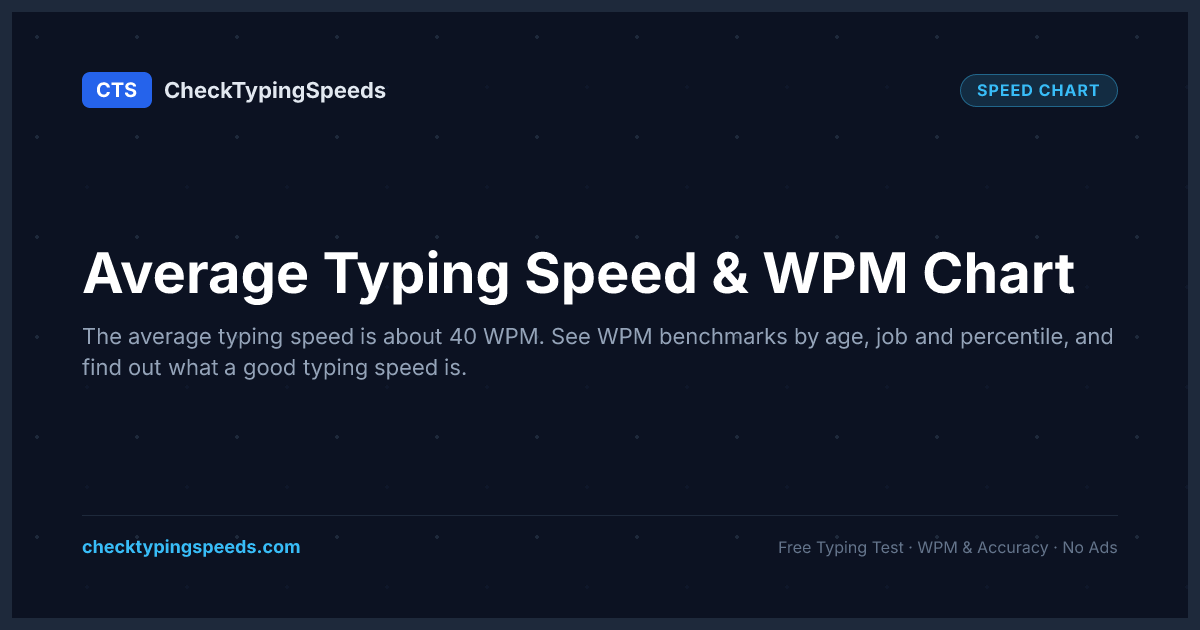 CTS CheckTypingSpeeds
SPEED CHART
Average Typing Speed & WPM Chart
The average typing speed is about 40 WPM. See WPM benchmarks by age, job and percentile, and
find out what a good typing speed is.
checktypingspeeds.com
Free Typing Test · WPM & Accuracy · No Ads